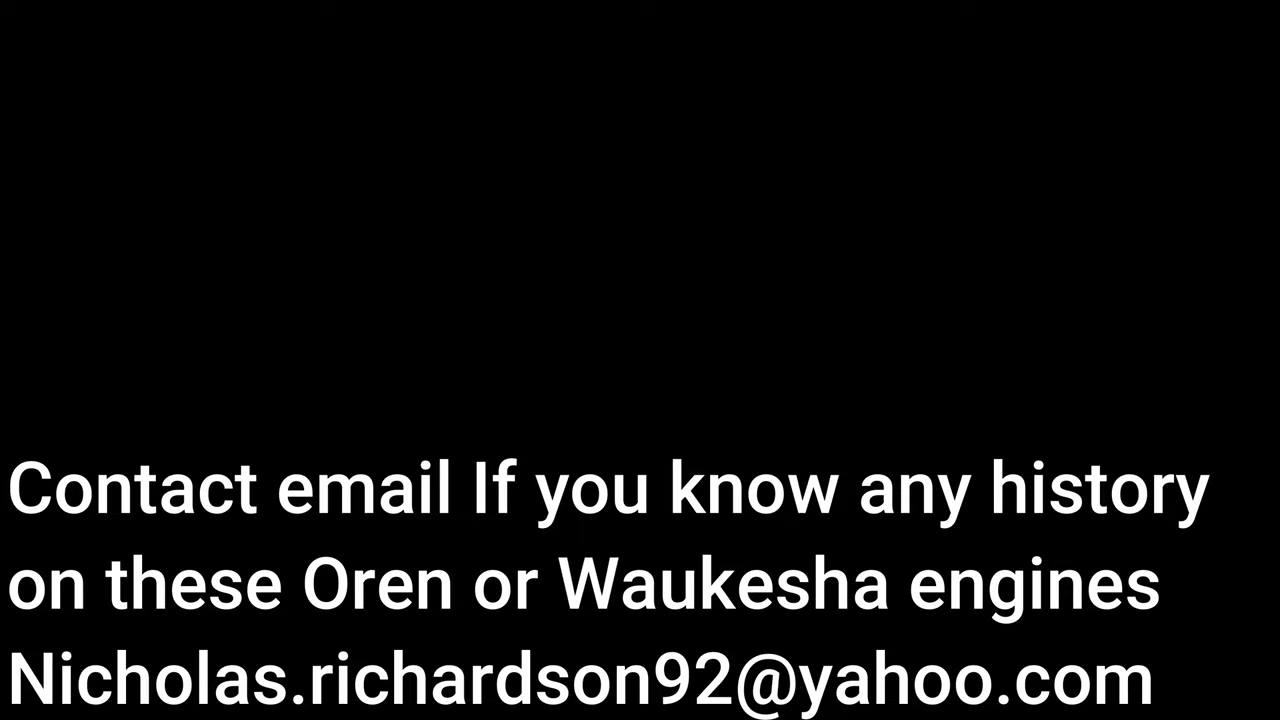 Contact email If you know any history
on these Oren or Waukesha engines
Nicholas.richardson92@yahoo.com